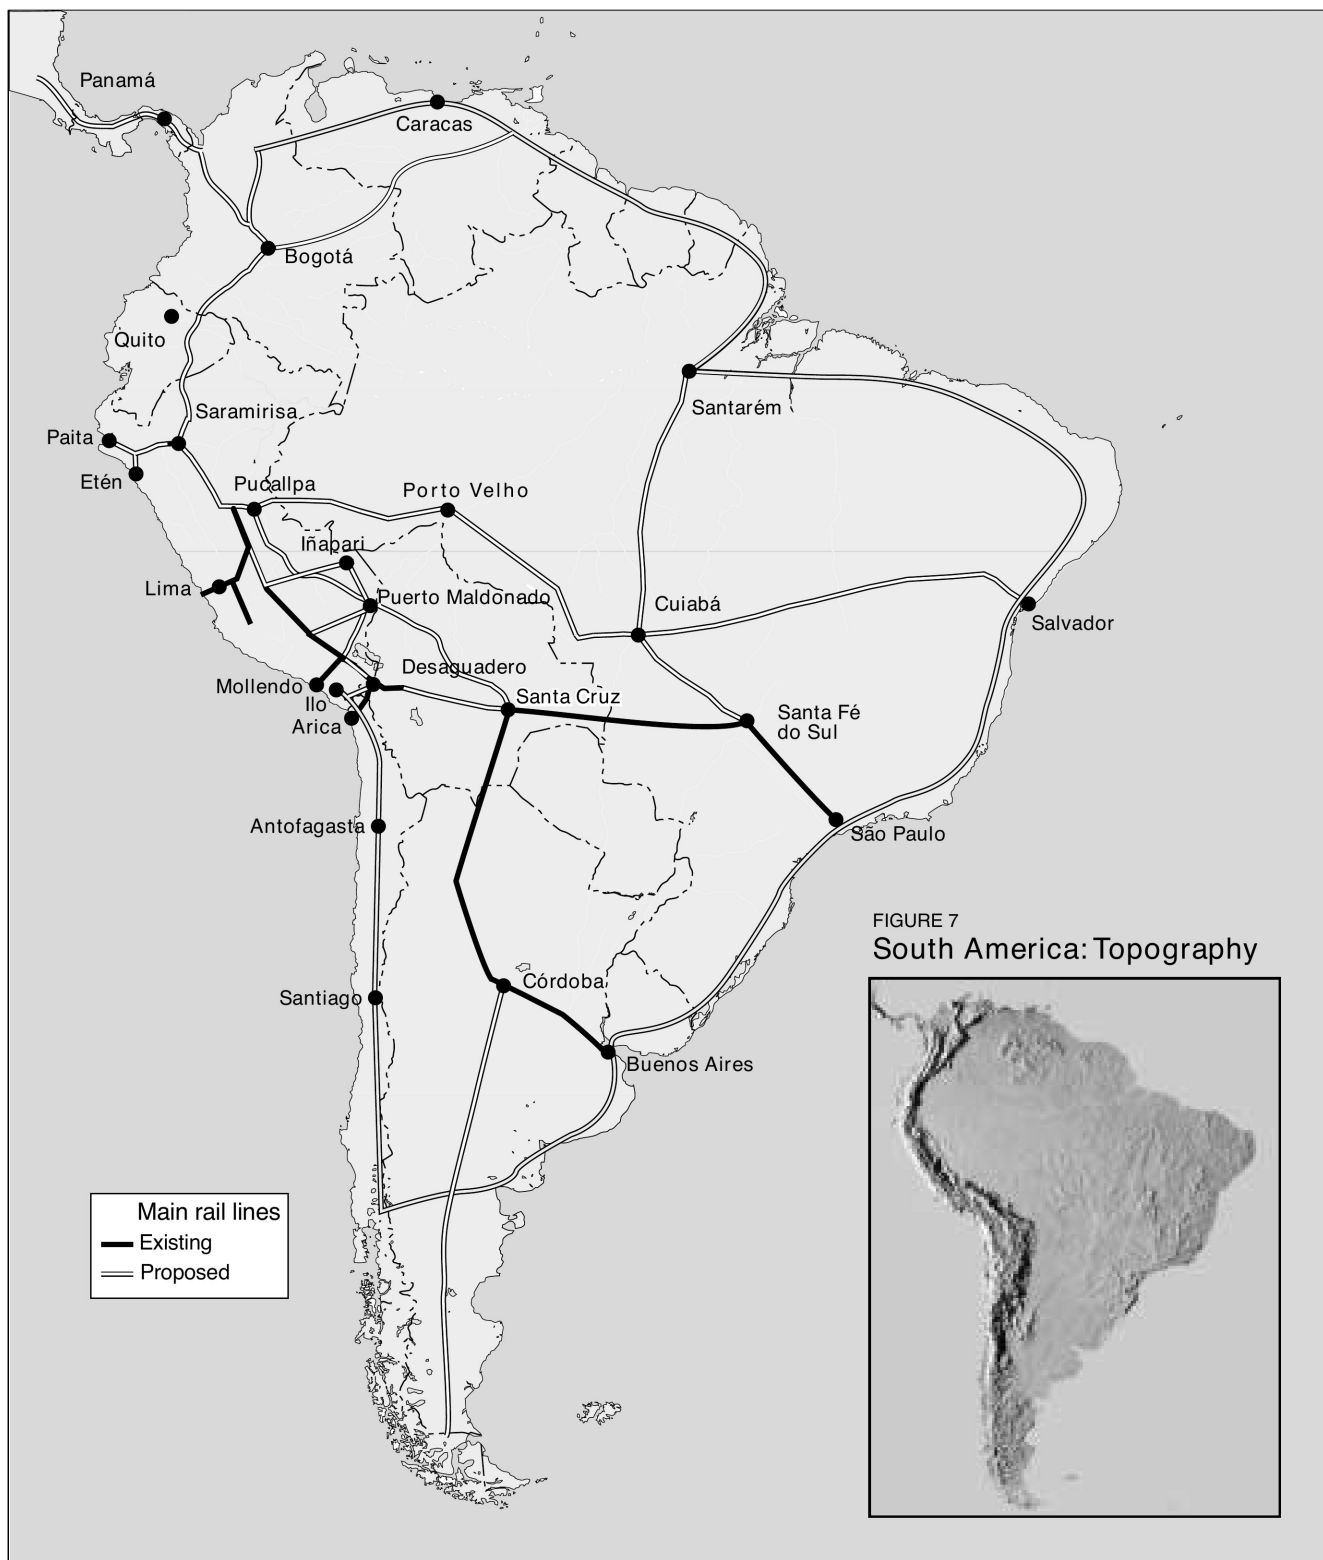 Panamá
Caracas
Bogotá
Quito
Santarém
Saramirisa
Paita
Etén
Pucallpa
Porto Velho
Iñapari
Lima
Puerto Maldonado
Cuiabá
Salvador
Desaguadero
Mollendo
Ilo
Arica
Santa Cruz
Santa Fé
do Sul
Antofagasta
São Paulo
FIGURE 7
South America: Topography
Santiago
Córdoba
Buenos Aires
Main rail lines
Existing
Proposed